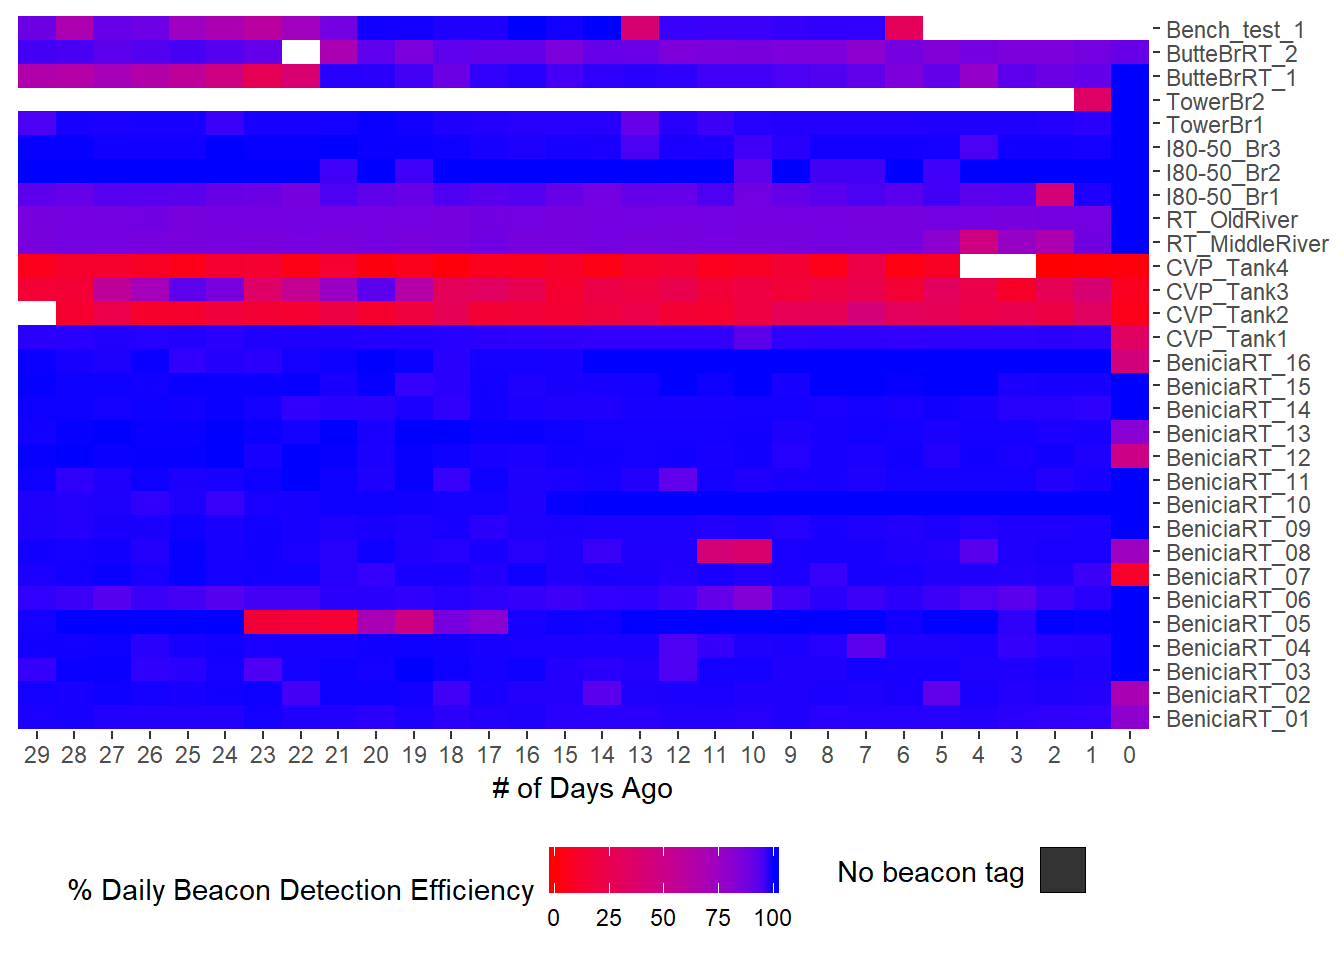 Bench_test_1
ButteBrRT_2
ButteBrRT_1
TowerBr2
TowerBr1
I80-50_Br3
I80-50_Br2
I80-50_Br1
RT_OldRiver
RT_MiddleRiver
CVP_Tank4
CVP_Tank3
CVP_Tank2
CVP_Tank1
BeniciaRT_16
BeniciaRT_15
BeniciaRT_14
BeniciaRT_13
BeniciaRT_12
BeniciaRT_11
BeniciaRT_10
BeniciaRT_09
BeniciaRT_08
BeniciaRT_07
BeniciaRT_06
BeniciaRT_05
BeniciaRT_04
BeniciaRT_03
BeniciaRT_02
BeniciaRT_01
29 28 27 26 25 24 23 22 21 20 19 18 17 16 15 14 13 12 11 10 9 8 7 6 5 4 3 2 1 0
# of Days Ago
% Daily Beacon Detection Efficiency
0 25 50 75 100
No beacon tag